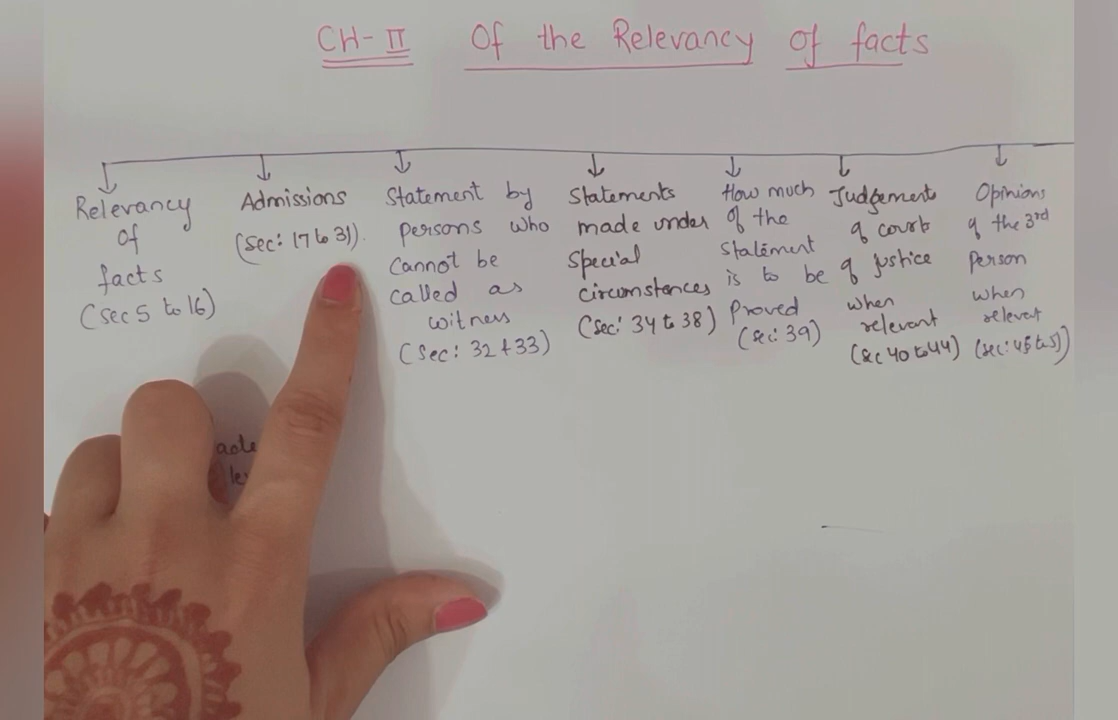 CH-II Of the Relevancy of facts
Relevancy
of
facts
(Sec 5 to 16)
Admissions
(Sec: 17 to 31).
Statement by
persons who
cannot be
called as
witness
(Sec: 32+33)
Statements
made under
Special
circumstances
(Sec: 34 to 38)
How much
of the
Statement
is to be
Proved
(Sec: 39)
Judgement
of courts
of justice
when
relevant
(Sec 40 to 44)
Opinions
of the 3rd
Person
when
relevant